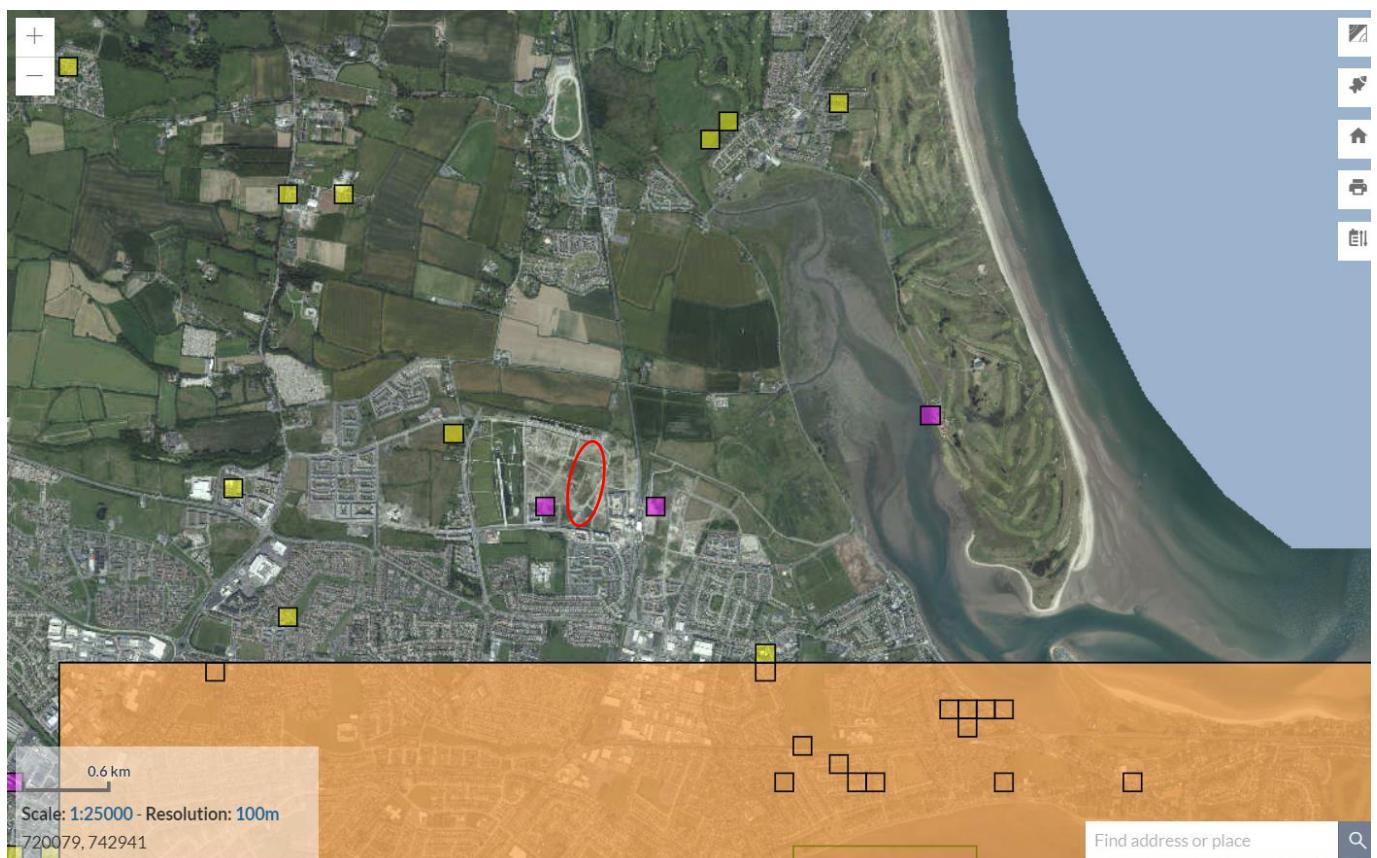 +
−
0.6 km
Scale: 1:25000 - Resolution: 100m
720079, 742941
Find address or place